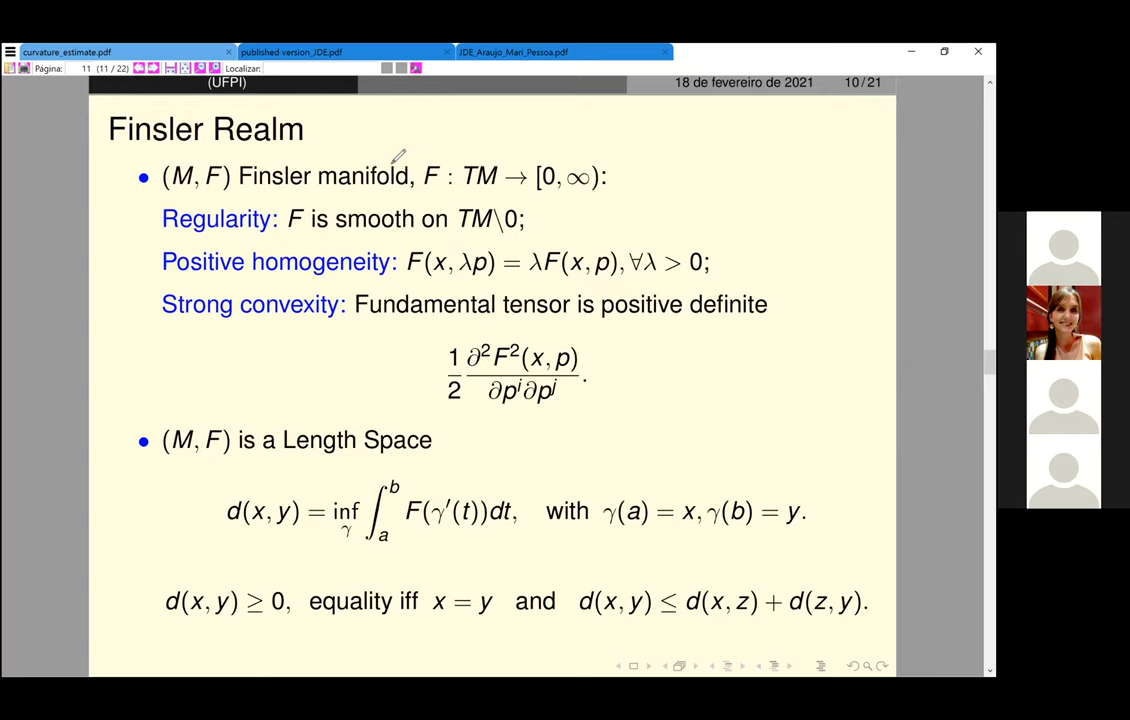 curvature_estimate.pdf
published version_JDE.pdf
JDE_Araujo_Mari_Pessoa.pdf
Página: 11 (11 / 22) Localizar:
(UFPI) 18 de fevereiro de 2021 10/21
Finsler Realm
• (M, F) Finsler manifold, F : TM → [0, ∞):
Regularity: F is smooth on TM\0;
Positive homogeneity: F(x, λp) = λF(x, p), ∀λ > 0;
Strong convexity: Fundamental tensor is positive definite
1/2 ∂²F²(x, p)/∂pⁱ∂pʲ.
• (M, F) is a Length Space
d(x, y) = inf_γ ∫_a^b F(γ′(t))dt, with γ(a) = x, γ(b) = y.
d(x, y) ≥ 0, equality iff x = y and d(x, y) ≤ d(x, z) + d(z, y).